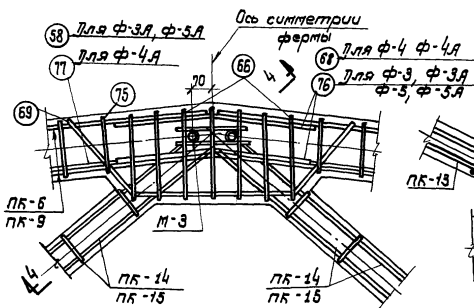 Ось симметрии
фермы
58 Для Ф-3А, Ф-5А
Для Ф-4А
77
75
70
66
4
68 Для Ф-4 Ф-4А
Для Ф-3, Ф-3А
76 Ф-5, Ф-5А
69
ПК-6
ПК-9
М-3
ПК-13
4
ПК-14
ПК-15
ПК-14
ПК-15